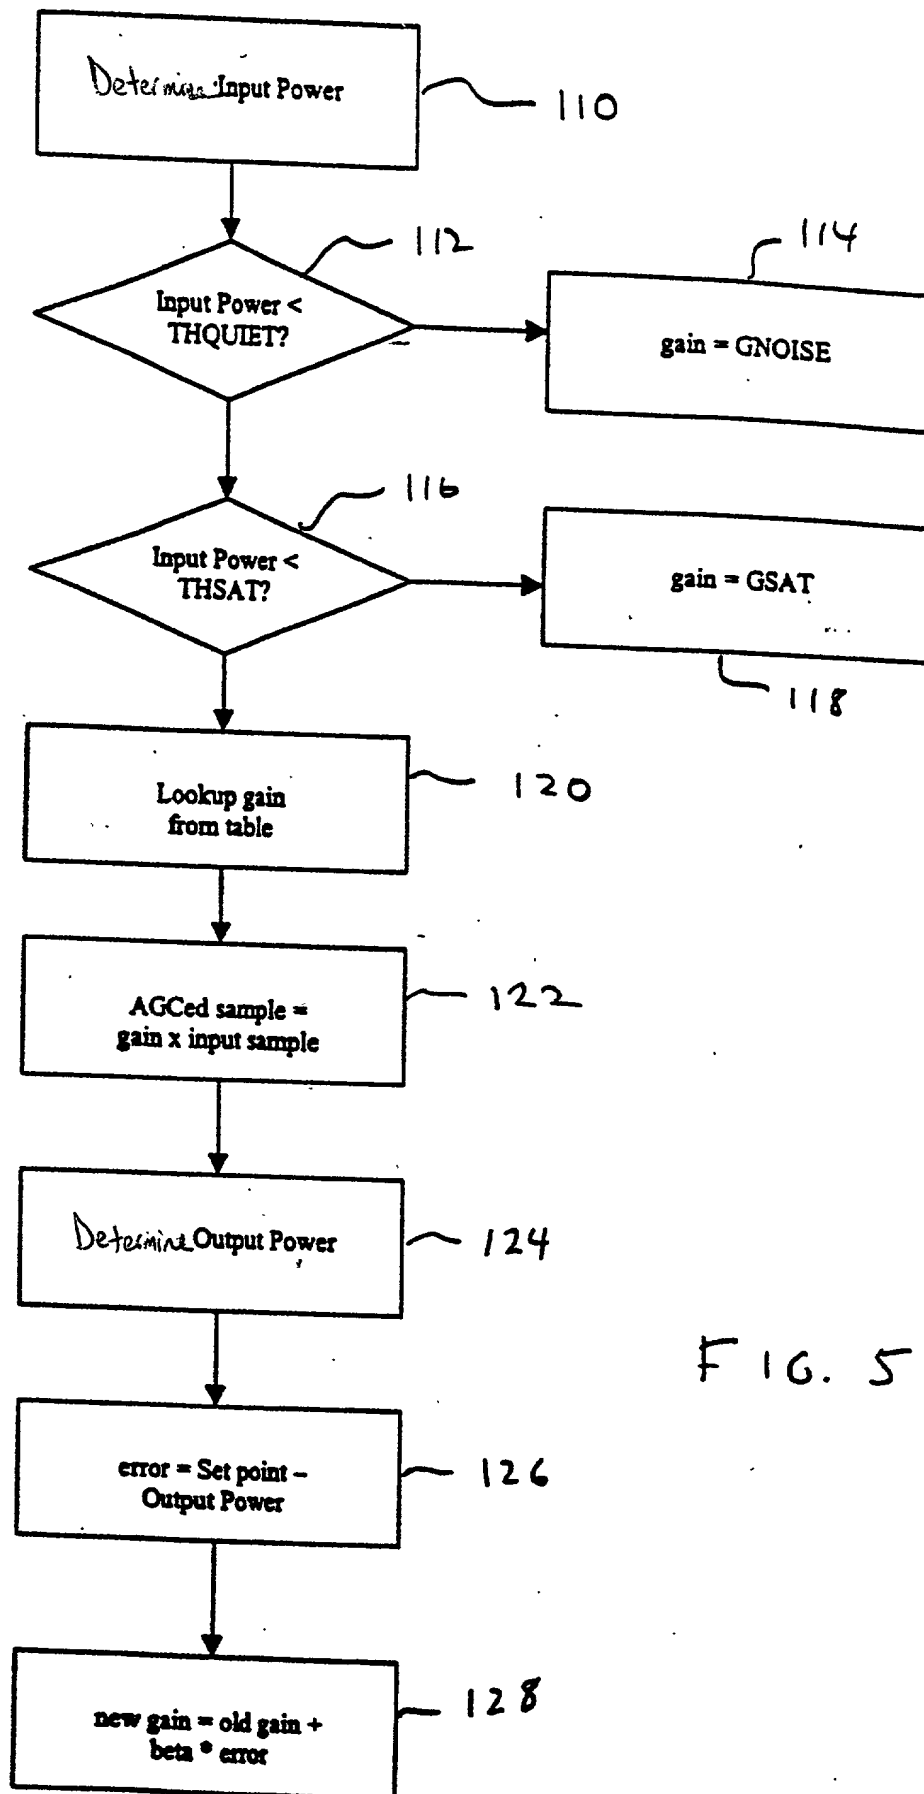 Determine Input Power
110
112
114
Input Power <
THQUIET?
gain = GNOISE
116
Input Power <
THSAT?
gain = GSAT
118
Lookup gain
from table
120
AGCed sample =
gain x input sample
122
Determine Output Power
124
FIG. 5
error = Set point –
Output Power
126
new gain = old gain +
beta * error
128